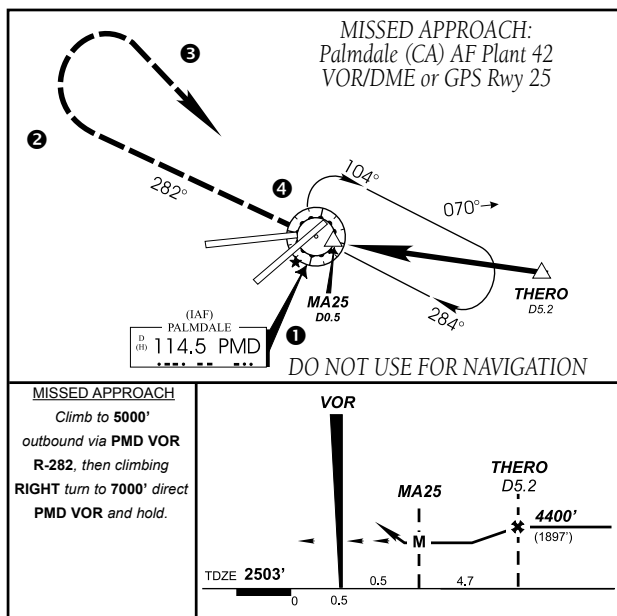 MISSED APPROACH:
Palmdale (CA) AF Plant 42
VOR/DME or GPS Rwy 25
❸
❷
282°
❹
104°
070°
MA25
D0.5
THERO
D5.2
284°
(IAF)
PALMDALE
D
(H) 114.5 PMD
❶
DO NOT USE FOR NAVIGATION
MISSED APPROACH
Climb to 5000’
outbound via PMD VOR
R-282, then climbing
RIGHT turn to 7000’ direct
PMD VOR and hold.
VOR
MA25
THERO
D5.2
M
4400’
(1897’)
TDZE 2503’
0.5
4.7
0
0.5